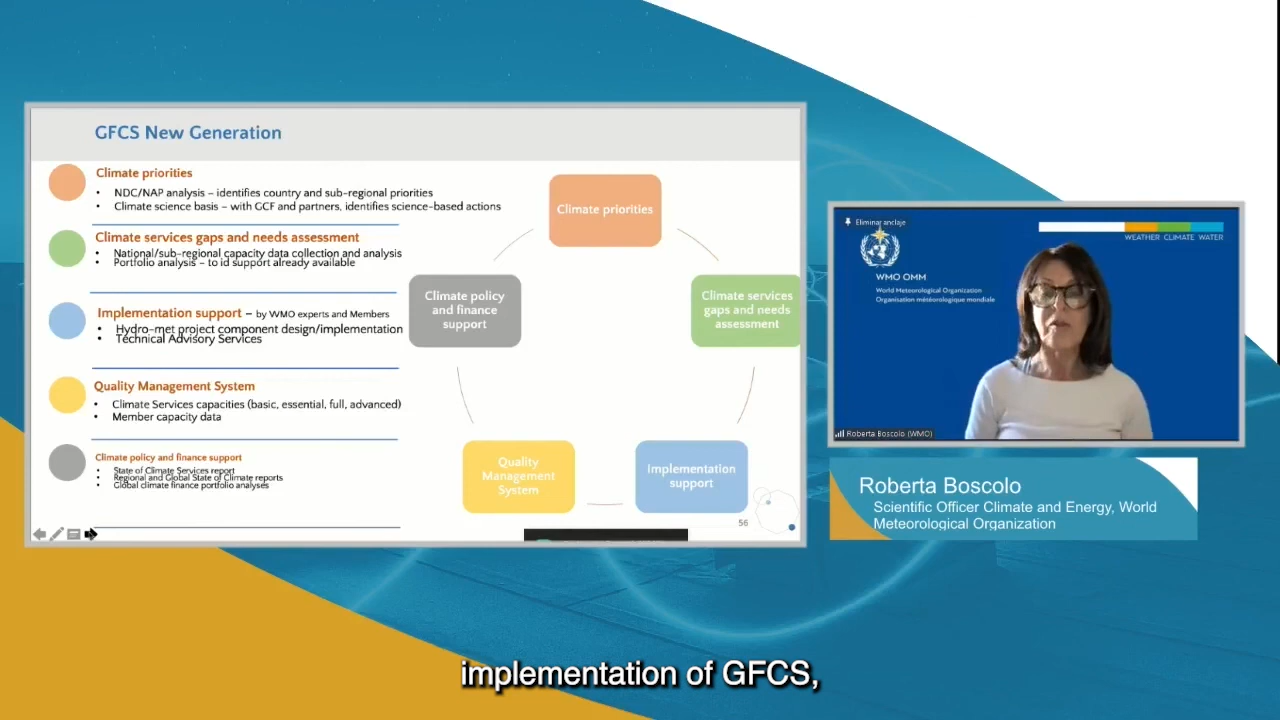 GFCS New Generation
Climate priorities
• NDC/NAP analysis – identifies country and sub-regional priorities
• Climate science basis – with GCF and partners, identifies science-based actions
Climate services gaps and needs assessment
• National/sub-regional capacity data collection and analysis
• Portfolio analysis – to id support already available
Implementation support – by WMO experts and Members
• Hydro-met project component design/implementation
• Technical Advisory Services
Quality Management System
• Climate Services capacities (basic, essential, full, advanced)
• Member capacity data
Climate policy and finance support
• State of Climate Services report
• Regional and Global State of Climate reports
• Global climate finance portfolio analyses
Climate priorities
Climate policy
and finance
support
Climate services
gaps and needs
assessment
Quality
Management
System
Implementation
support
56
Eliminar anclaje
WEATHER CLIMATE WATER
WMO OMM
World Meteorological Organization
Organisation météorologique mondiale
Roberta Boscolo (WMO)
Roberta Boscolo
Scientific Officer Climate and Energy, World
Meteorological Organization
implementation of GFCS,